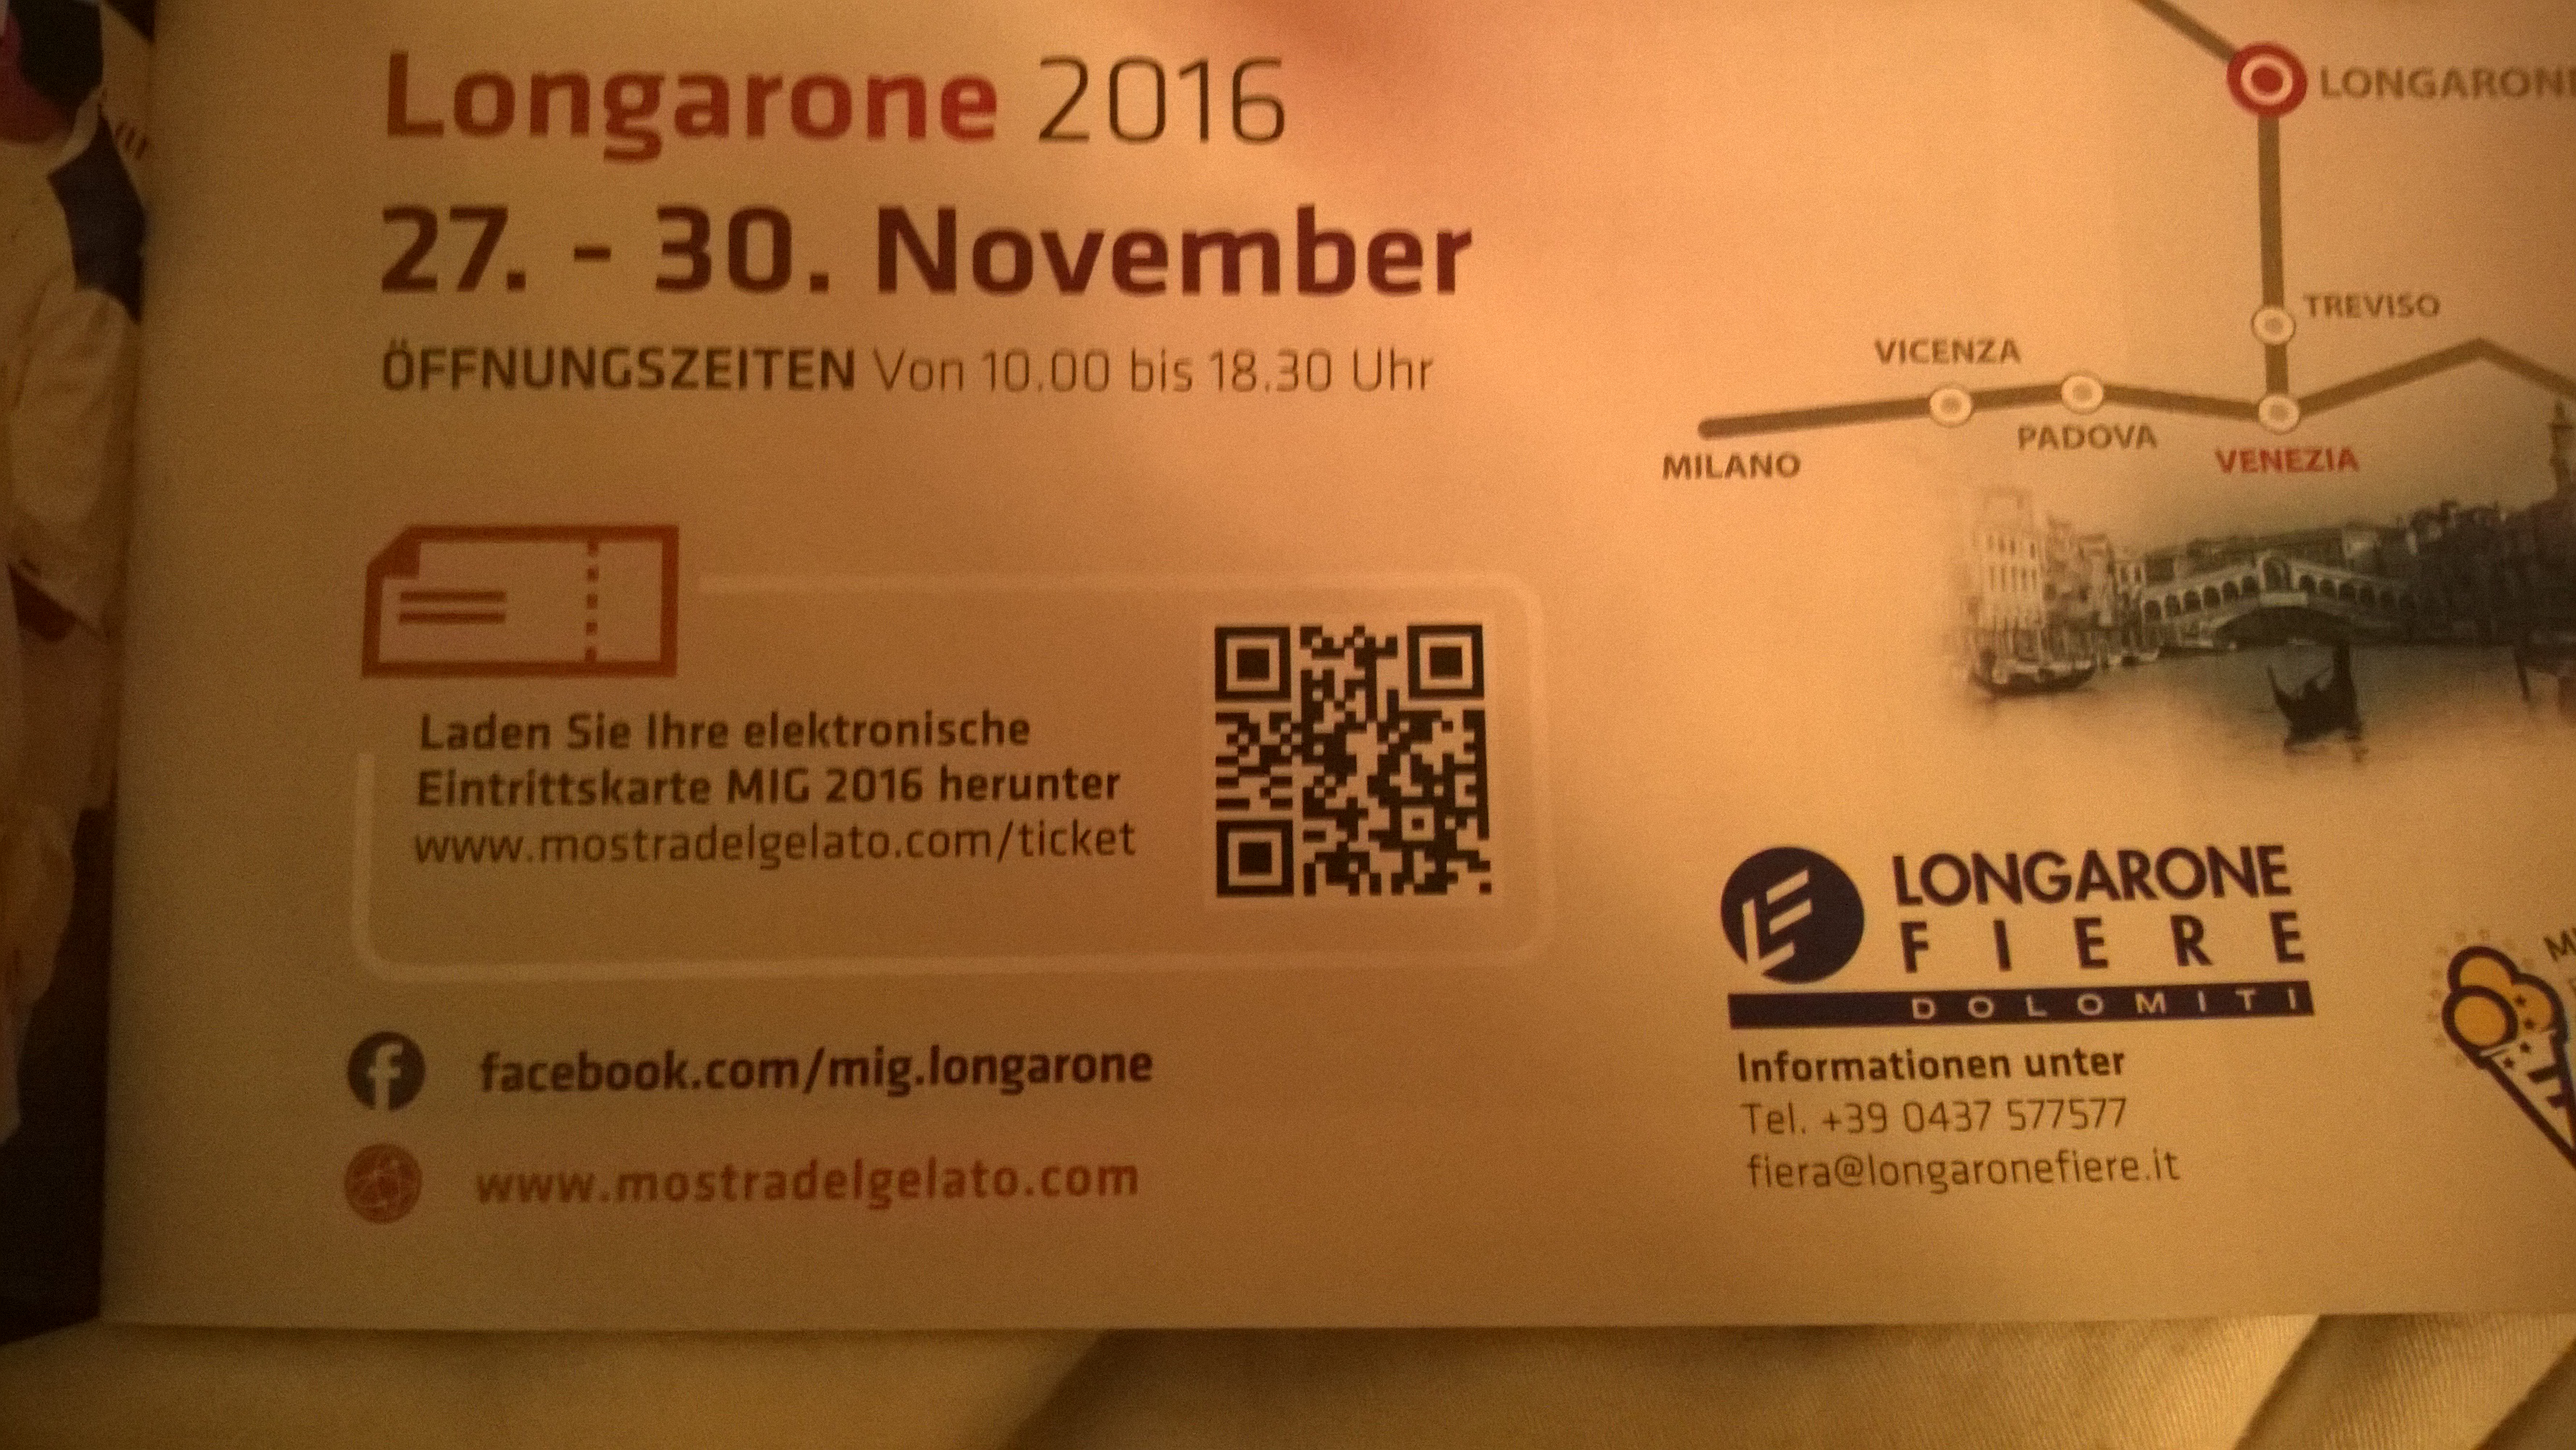 Longarone 2016
27. - 30. November
ÖFFNUNGSZEITEN Von 10.00 bis 18.30 Uhr
Laden Sie Ihre elektronische
Eintrittskarte MIG 2016 herunter
www.mostradelgelato.com/ticket
facebook.com/mig.longarone
www.mostradelgelato.com
LONGARONE
TREVISO
VICENZA
PADOVA
VENEZIA
MILANO
LONGARONE
FIERE
DOLOMITI
Informationen unter
Tel. +39 0437 577577
fiera@longaronefiere.it